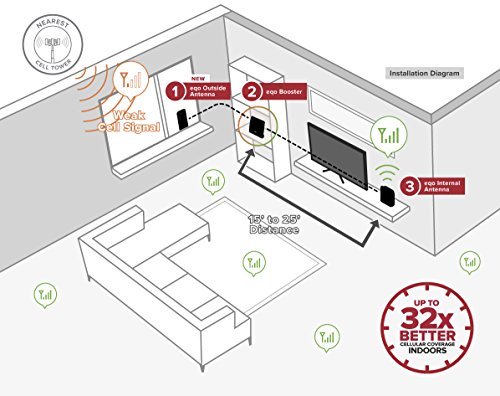 NEAREST
CELL TOWER
Weak
Cell Signal
1
NEW
eqo Outside
Antenna
2
eqo Booster
Installation Diagram
3
eqo Internal
Antenna
15' to 25'
Distance
UP TO
32x
BETTER
CELLULAR COVERAGE
INDOORS